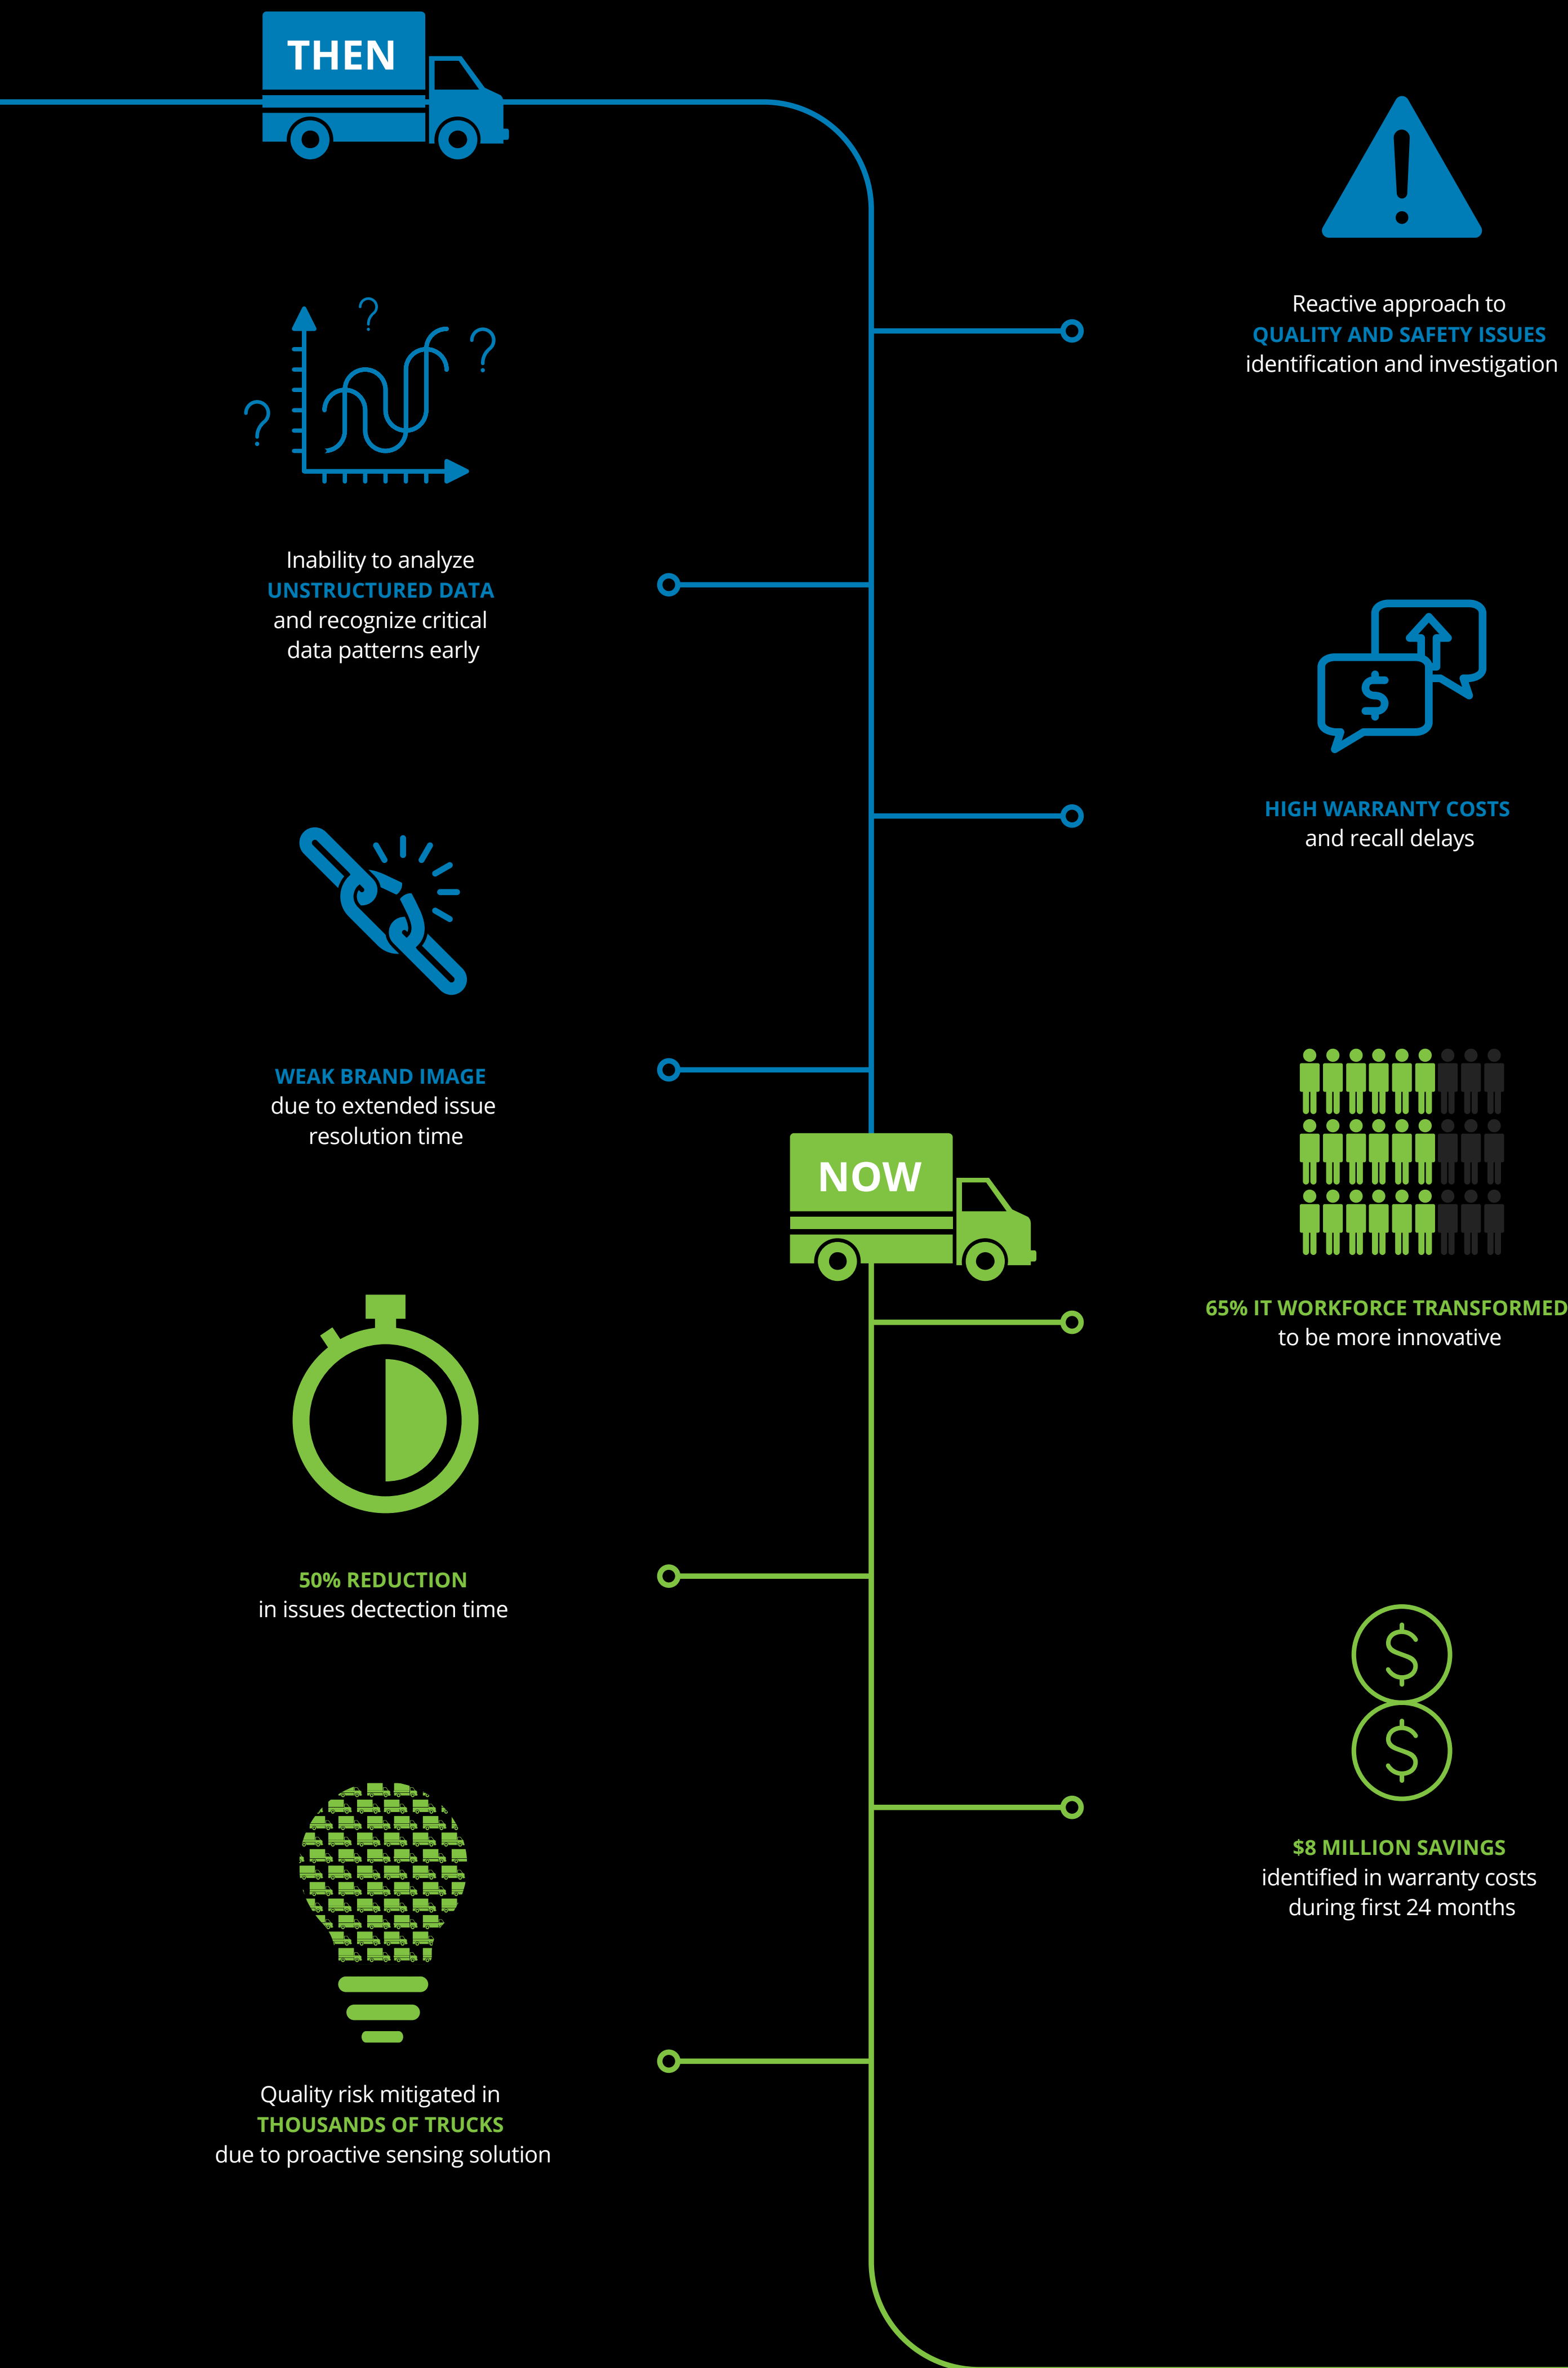 THEN
Reactive approach to
QUALITY AND SAFETY ISSUES
identification and investigation
?
?
?
Inability to analyze
UNSTRUCTURED DATA
and recognize critical
data patterns early
$
HIGH WARRANTY COSTS
and recall delays
WEAK BRAND IMAGE
due to extended issue
resolution time
NOW
65% IT WORKFORCE TRANSFORMED
to be more innovative
50% REDUCTION
in issues dectection time
$
$
$8 MILLION SAVINGS
identified in warranty costs
during first 24 months
Quality risk mitigated in
THOUSANDS OF TRUCKS
due to proactive sensing solution